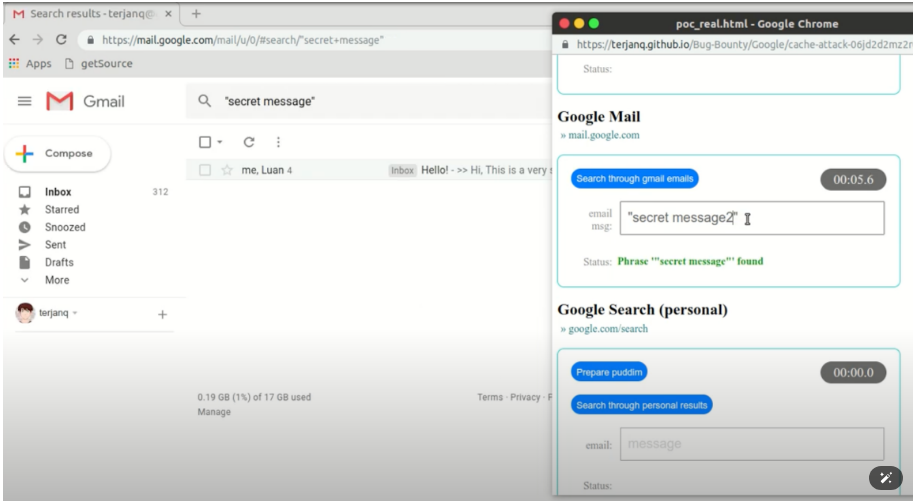 Search results - terjanq@
https://mail.google.com/mail/u/0/#search/"secret+message"
Apps
getSource
Gmail
"secret message"
Compose
me, Luan 4
Inbox
Hello! - >> Hi, This is a very
Inbox
312
Starred
Snoozed
Sent
Drafts
More
terjanq
0.19 GB (1%) of 17 GB used
Manage
Terms · Privacy ·
poc_real.html - Google Chrome
https://terjanq.github.io/Bug-Bounty/Google/cache-attack-06jd2d2mz2r
Status:
Google Mail
» mail.google.com
Search through gmail emails
00:05.6
email
msg:
"secret message2"
Status: Phrase '"secret message"' found
Google Search (personal)
» google.com/search
Prepare puddim
00:00.0
Search through personal results
email:
message
Status: